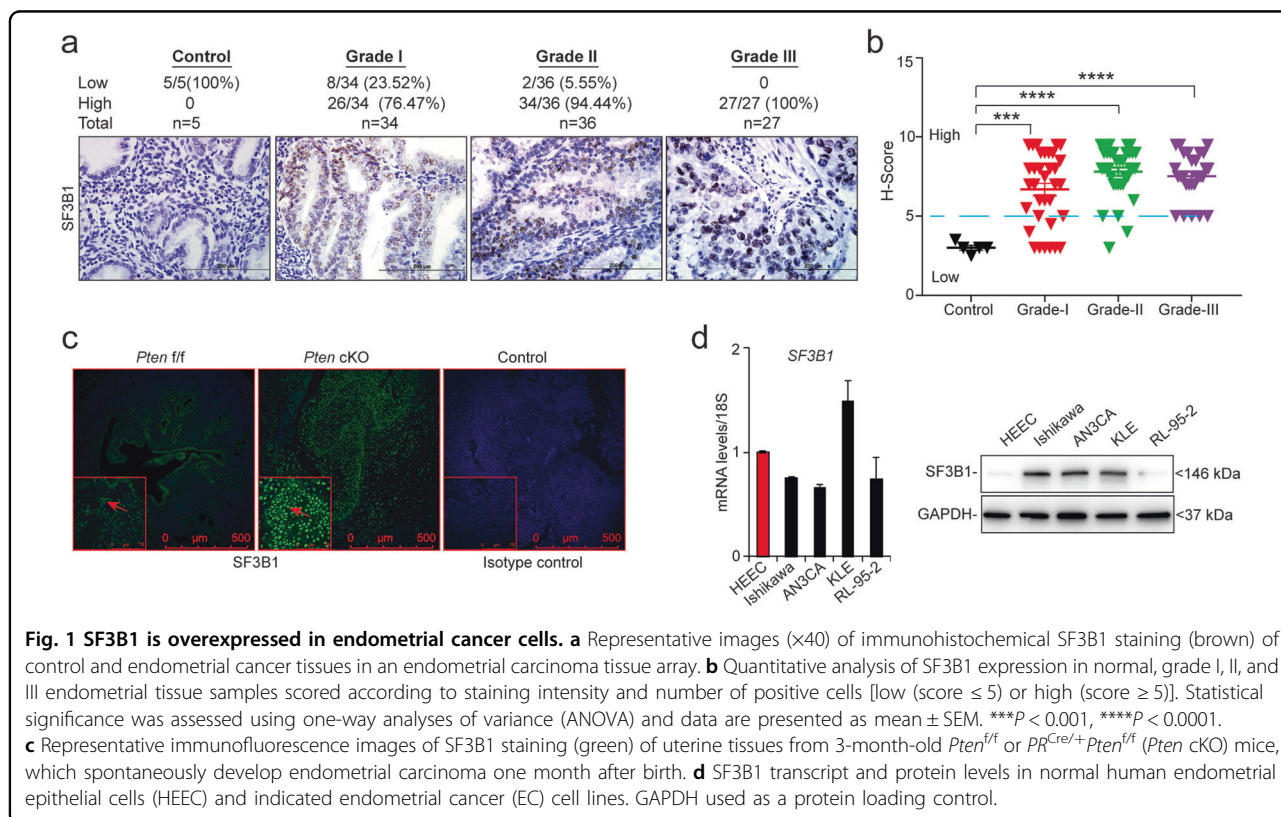 a
Control Grade I Grade II Grade III
Low 5/5(100%) 8/34 (23.52%) 2/36 (5.55%) 0
High 0 26/34 (76.47%) 34/36 (94.44%) 27/27 (100%)
Total n=5 n=34 n=36 n=27
SF3B1
200 μm 200 μm 200 μm 200 μm
b
H-Score
15
10
5
0
High
Low
***
****
****
Control Grade-I Grade-II Grade-III
c
Pten f/f Pten cKO Control
0 μm 500 0 μm 500 0 μm 500
SF3B1 Isotype control
d
SF3B1
mRNA levels/18S
2
1
0
HEEC Ishikawa AN3CA KLE RL-95-2
HEEC Ishikawa AN3CA KLE RL-95-2
SF3B1- <146 kDa
GAPDH- <37 kDa
Fig. 1 SF3B1 is overexpressed in endometrial cancer cells. a Representative images (×40) of immunohistochemical SF3B1 staining (brown) of
control and endometrial cancer tissues in an endometrial carcinoma tissue array. b Quantitative analysis of SF3B1 expression in normal, grade I, II, and
III endometrial tissue samples scored according to staining intensity and number of positive cells [low (score ≤ 5) or high (score ≥ 5)]. Statistical
significance was assessed using one-way analyses of variance (ANOVA) and data are presented as mean ± SEM. ***P < 0.001, ****P < 0.0001.
c Representative immunofluorescence images of SF3B1 staining (green) of uterine tissues from 3-month-old Pten^f/f or PR^Cre/+Pten^f/f (Pten cKO) mice,
which spontaneously develop endometrial carcinoma one month after birth. d SF3B1 transcript and protein levels in normal human endometrial
epithelial cells (HEEC) and indicated endometrial cancer (EC) cell lines. GAPDH used as a protein loading control.